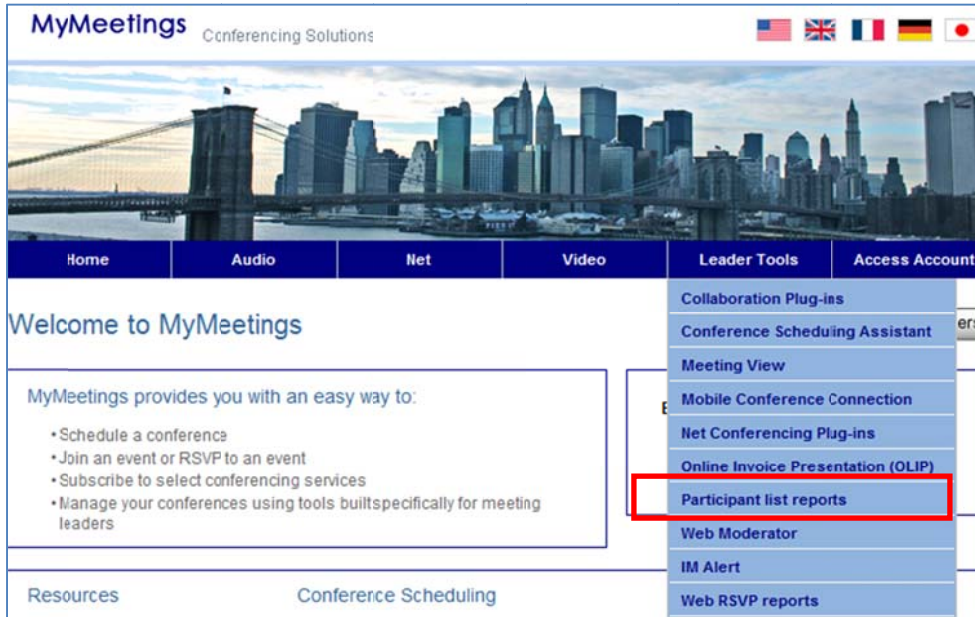 MyMeetings Conferencing Solutions
Home Audio Net Video Leader Tools Access Account
Welcome to MyMeetings
MyMeetings provides you with an easy way to:
•Schedule a conference
•Join an event or RSVP to an event
•Subscribe to select conferencing services
•Manage your conferences using tools built specifically for meeting
leaders
Collaboration Plug-ins
Conference Scheduling Assistant
Meeting View
Mobile Conference Connection
Net Conferencing Plug-ins
Online Invoice Presentation (OLIP)
Participant list reports
Web Moderator
IM Alert
Web RSVP reports
Resources Conference Scheduling